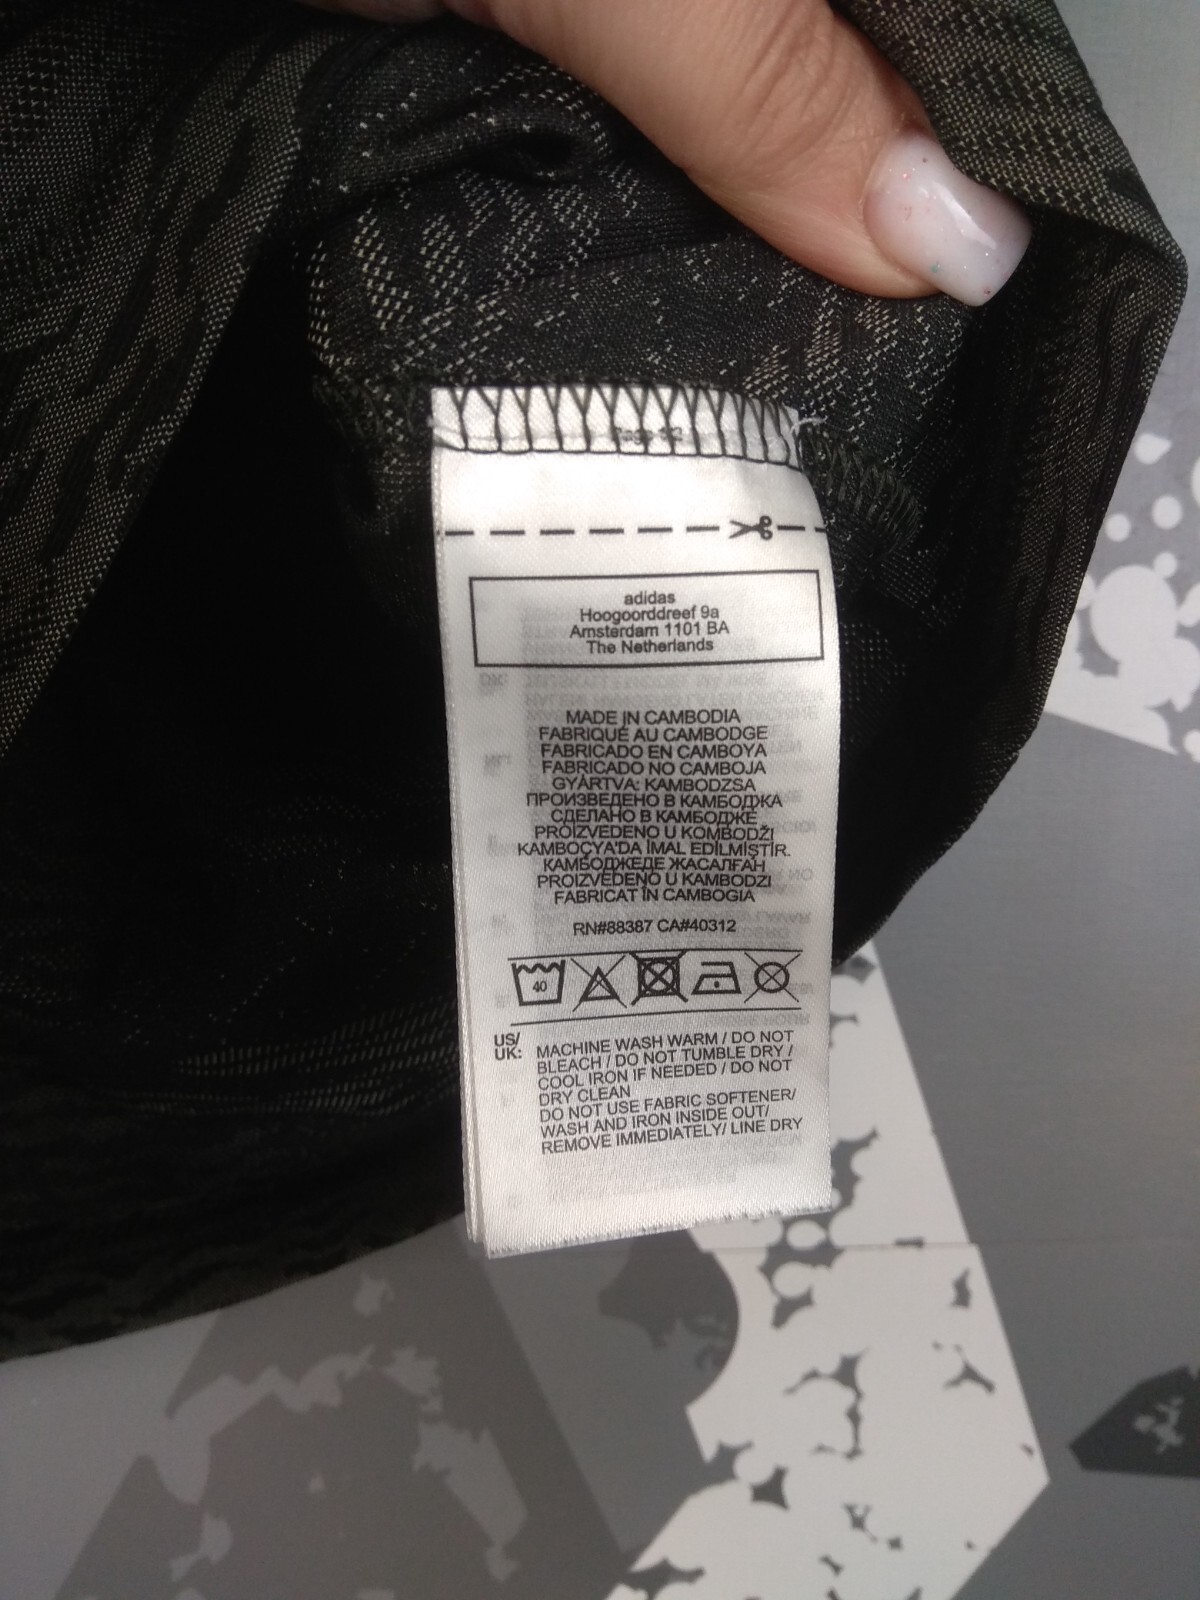 adidas
Hoogoorddreef 9a
Amsterdam 1101 BA
The Netherlands
MADE IN CAMBODIA
FABRIQUÉ AU CAMBODGE
FABRICADO EN CAMBOYA
FABRICADO NO CAMBOJA
GYÁRTVA: KAMBODZSA
ПРОИЗВЕДЕНО В КАМБОДЖА
СДЕЛАНО В КАМБОДЖЕ
PROIZVEDENO U KOMBODŽI
KAMBOÇYA'DA İMAL EDİLMİŞTİR.
КАМБОДЖЕДЕ ЖАСАЛҒАН
PROIZVEDENO U KAMBODZI
FABRICAT ÎN CAMBOGIA
RN#88387 CA#40312
40
US/
UK: MACHINE WASH WARM / DO NOT
BLEACH / DO NOT TUMBLE DRY /
COOL IRON IF NEEDED / DO NOT
DRY CLEAN
DO NOT USE FABRIC SOFTENER/
WASH AND IRON INSIDE OUT/
REMOVE IMMEDIATELY/ LINE DRY